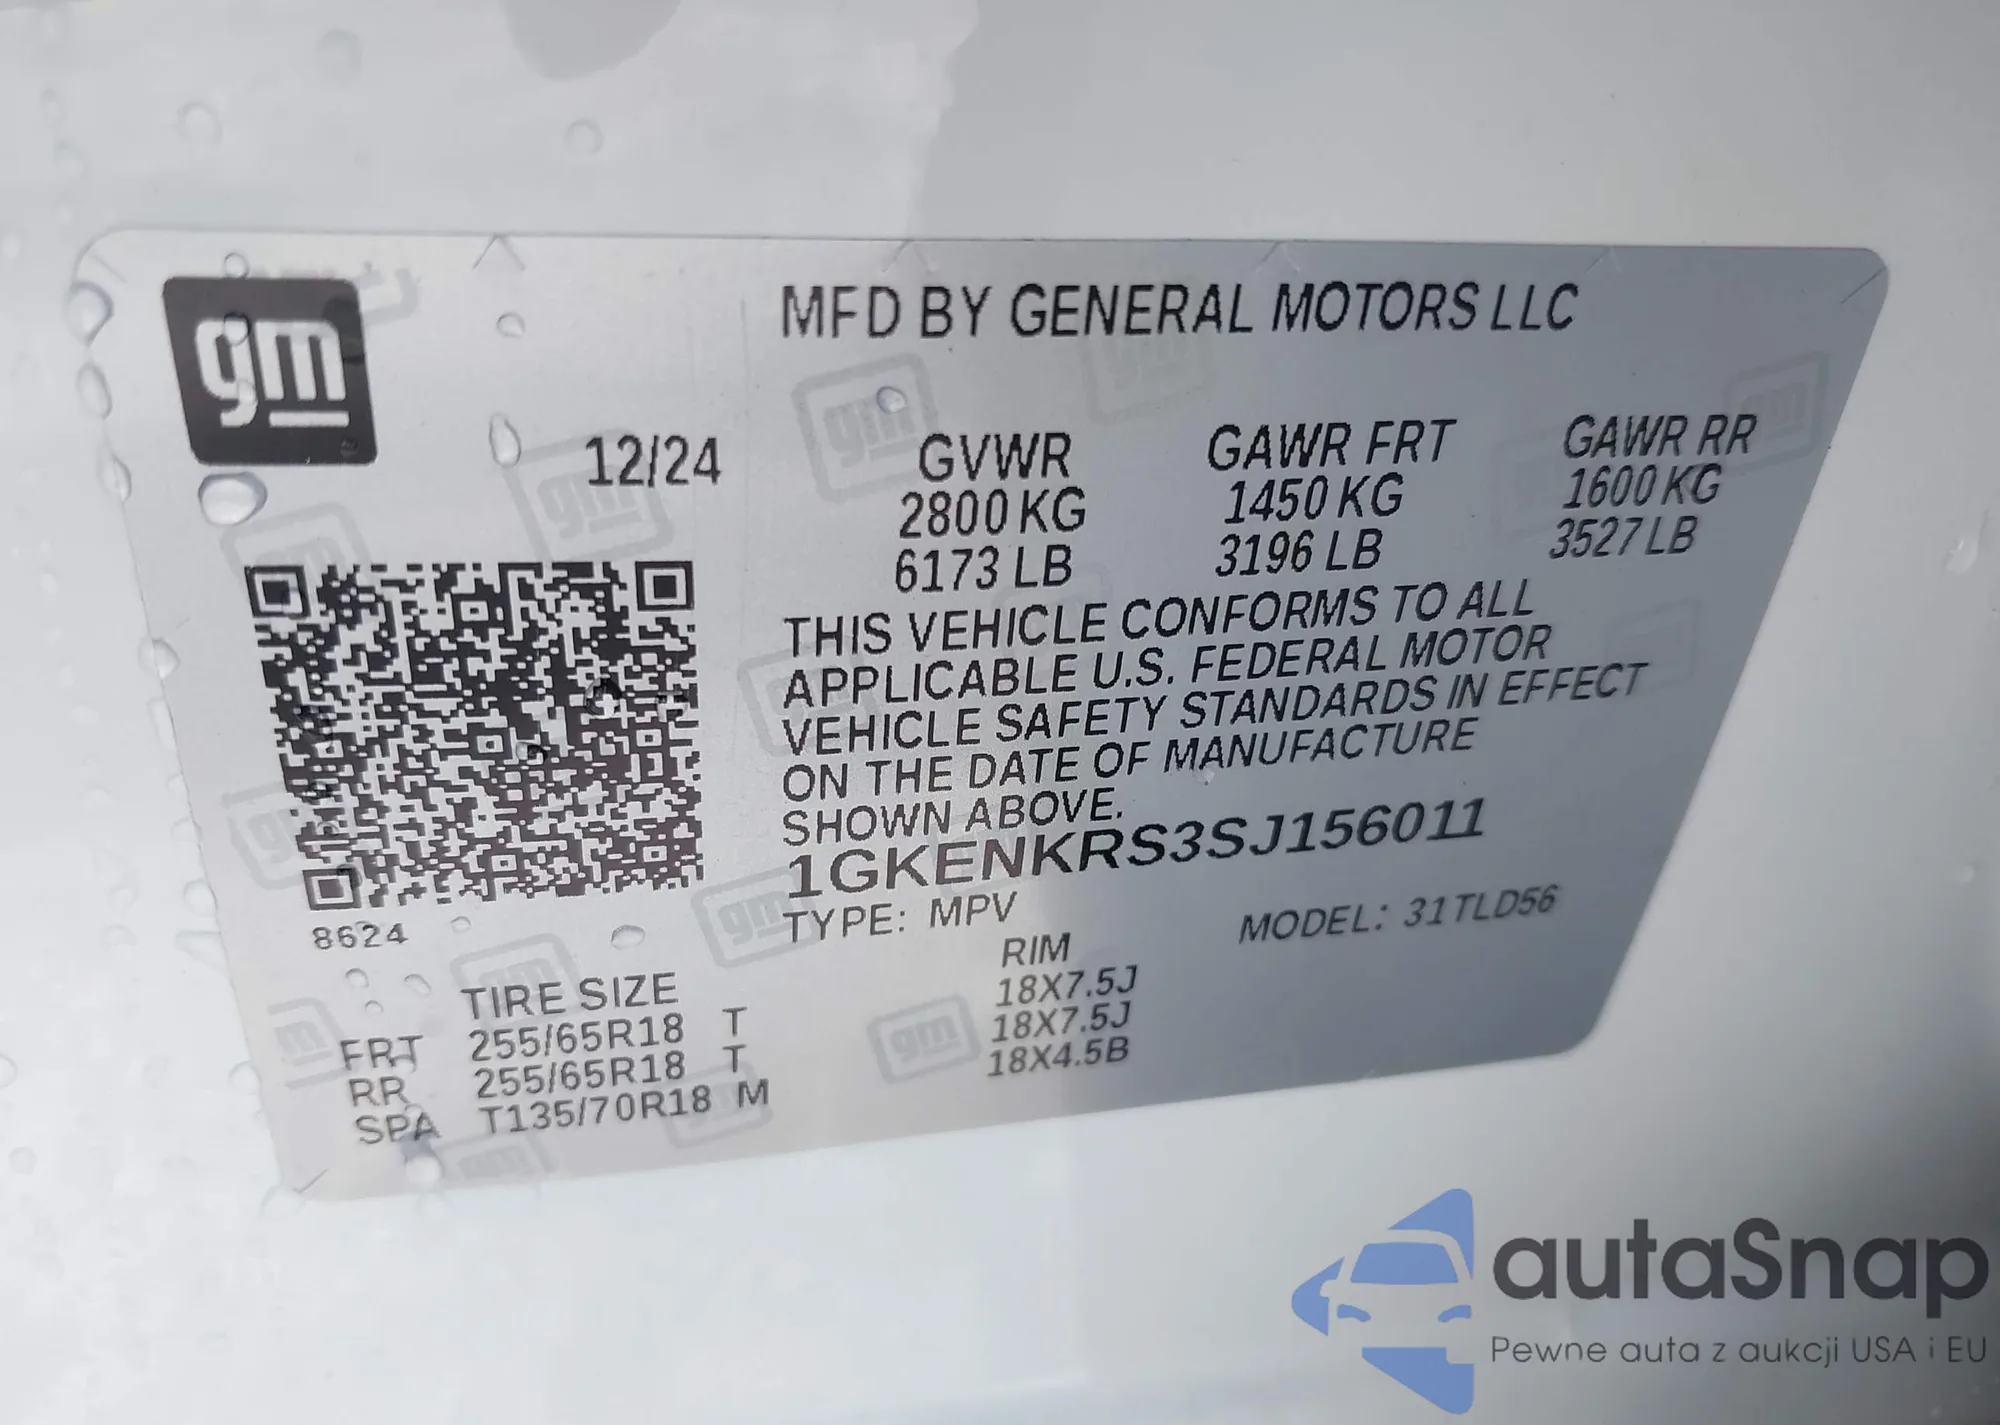 gm
MFD BY GENERAL MOTORS LLC
12/24
GVWR
2800 KG
6173 LB
GAWR FRT
1450 KG
3196 LB
GAWR RR
1600 KG
3527 LB
THIS VEHICLE CONFORMS TO ALL
APPLICABLE U.S. FEDERAL MOTOR
VEHICLE SAFETY STANDARDS IN EFFECT
ON THE DATE OF MANUFACTURE
SHOWN ABOVE.
1GKENKRS3SJ156011
TYPE: MPV
MODEL: 31TLD56
8624
TIRE SIZE
RIM
FRT 255/65R18 T 18X7.5J
RR 255/65R18 T 18X7.5J
SPA T135/70R18 M 18X4.5B
autaSnap
Pewne auta z aukcji USA i EU